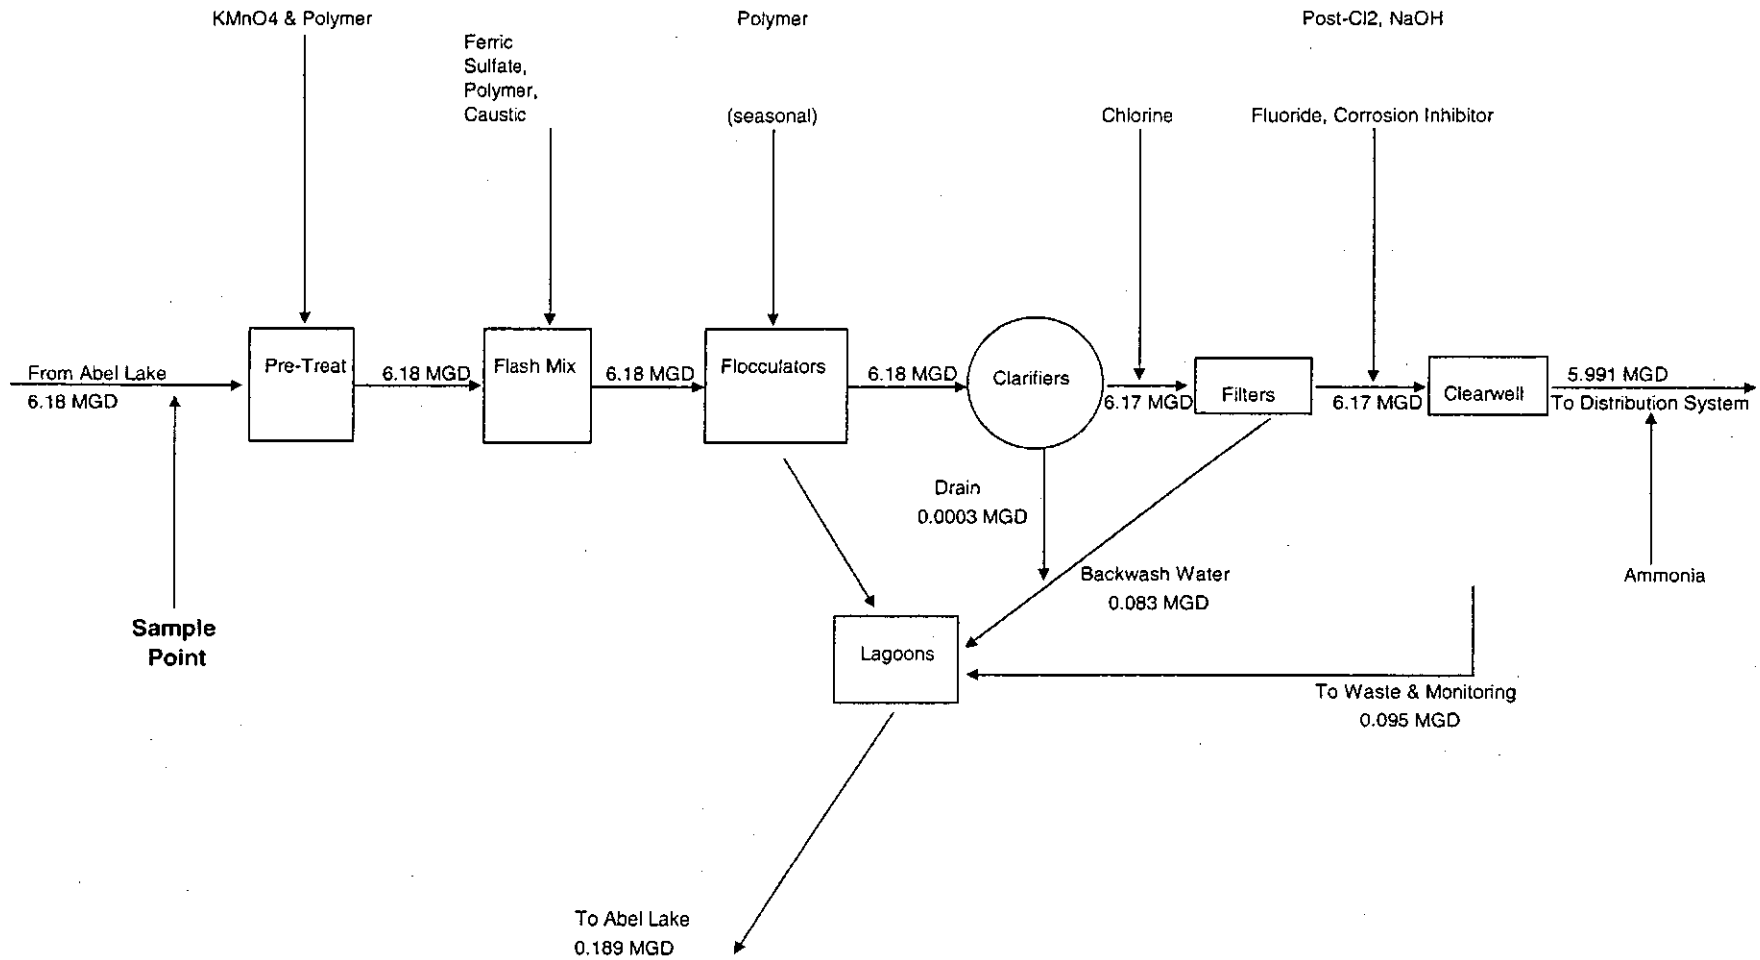 KMnO4 & Polymer
Polymer
Post-Cl2, NaOH
Ferric
Sulfate,
Polymer,
Caustic
(seasonal)
Chlorine
Fluoride, Corrosion Inhibitor
From Abel Lake
6.18 MGD
Pre-Treat
6.18 MGD
Flash Mix
6.18 MGD
Flocculators
6.18 MGD
Clarifiers
6.17 MGD
Filters
6.17 MGD
Clearwell
5.991 MGD
To Distribution System
Drain
0.0003 MGD
Backwash Water
0.083 MGD
Ammonia
Sample
Point
Lagoons
To Waste & Monitoring
0.095 MGD
To Abel Lake
0.189 MGD